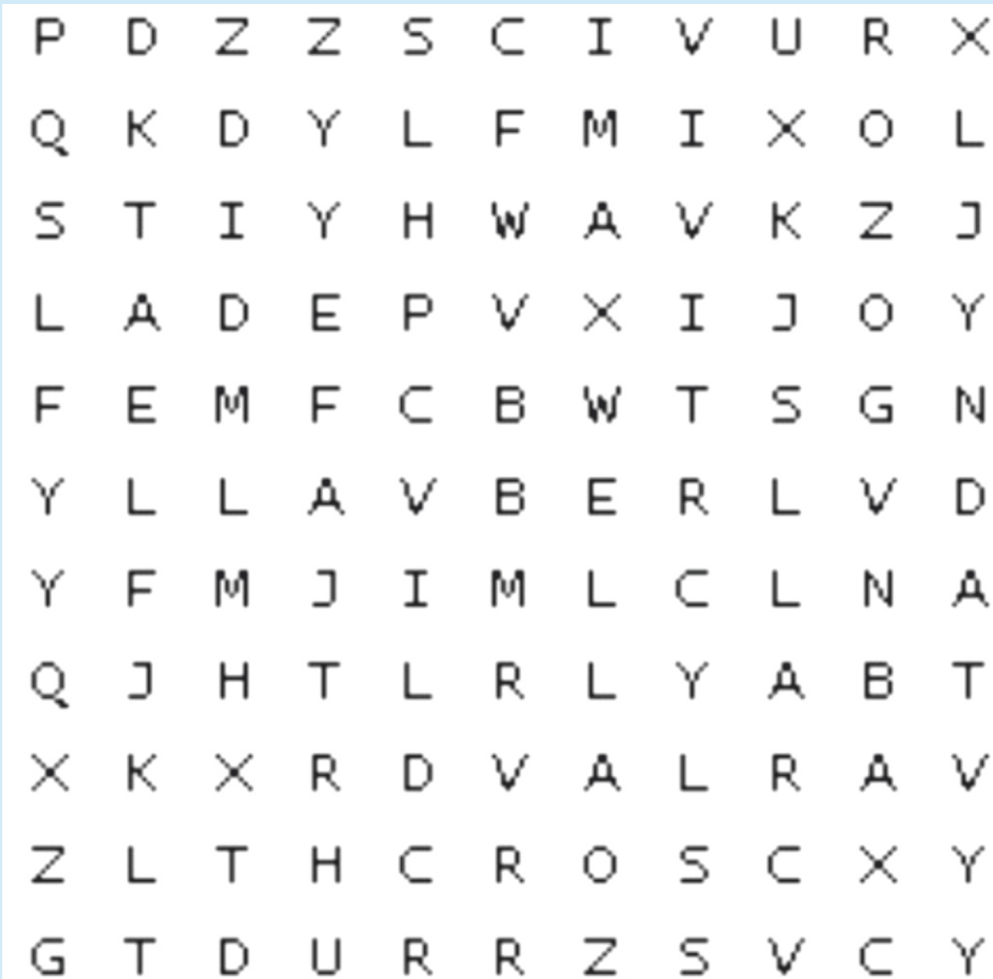 P D Z Z S C I V U R X
Q K D Y L F M I X O L
S T I Y H W A V K Z J
L A D E P V X I J O Y
F E M F C B W T S G N
Y L L A V B E R L V D
Y F M J I M L C L N A
Q J H T L R L Y A B T
X K X R D V A L R A V
Z L T H C R O S C X Y
G T D U R R Z S V C Y